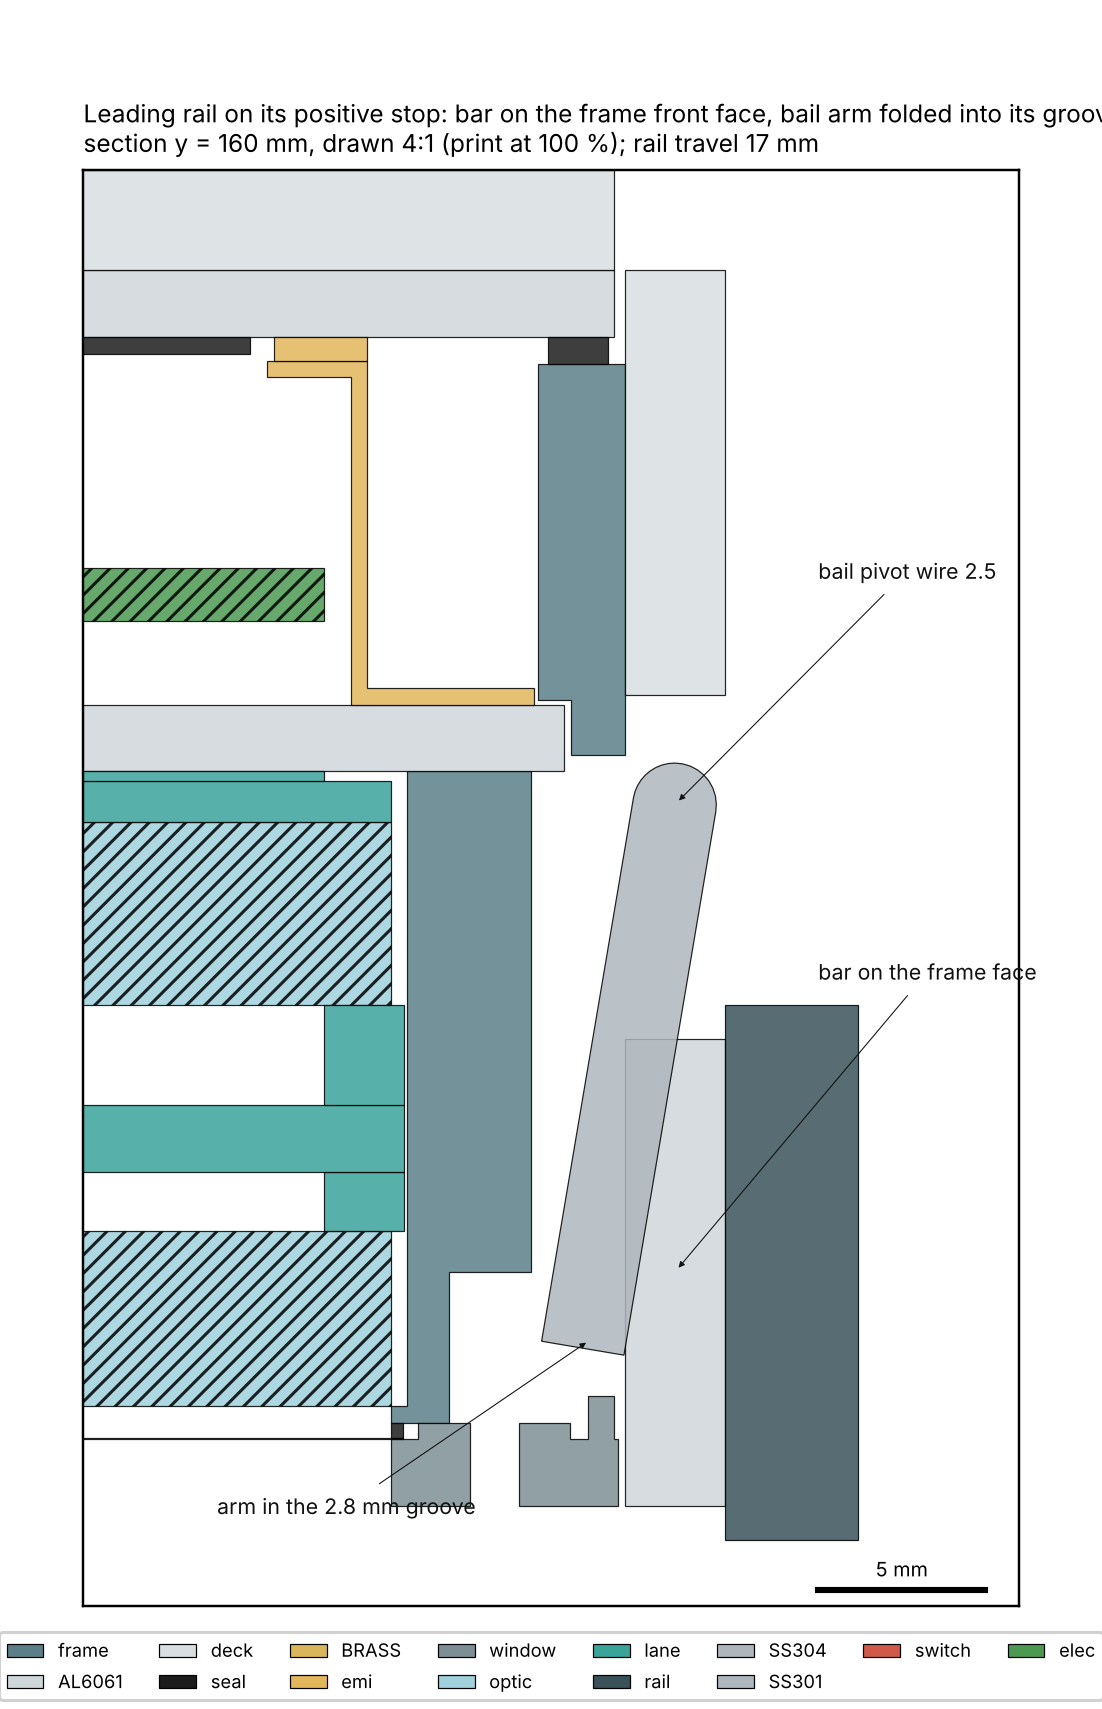 Leading rail on its positive stop: bar on the frame front face, bail arm folded into its groov
section y = 160 mm, drawn 4:1 (print at 100 %); rail travel 17 mm
bail pivot wire 2.5
bar on the frame face
arm in the 2.8 mm groove
5 mm
frame deck BRASS window lane SS304 switch elec
AL6061 seal emi optic rail SS301